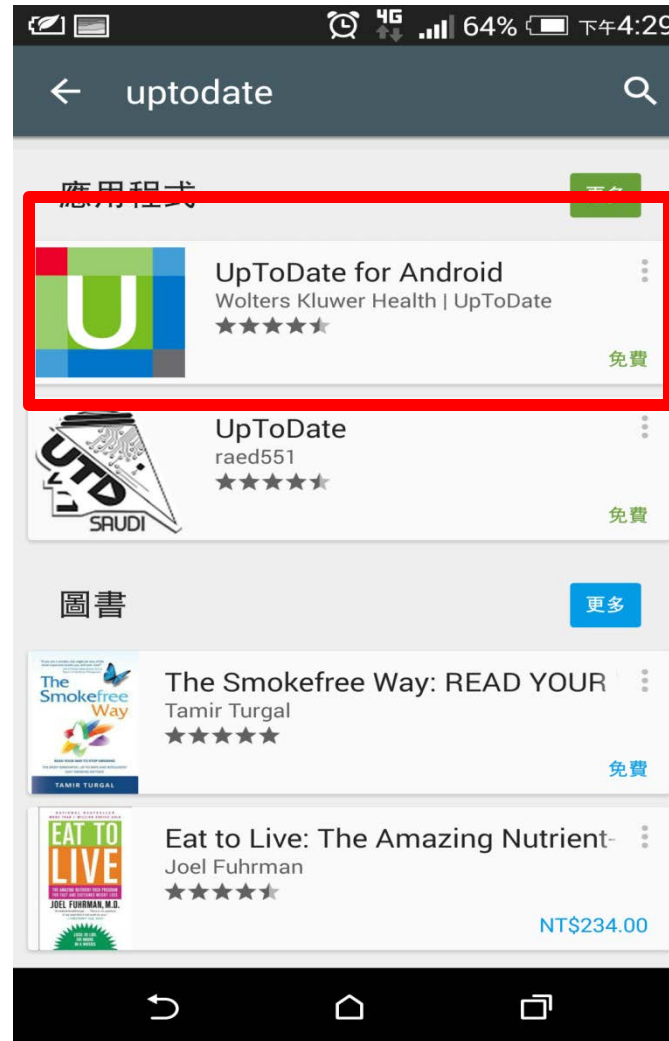 4G 64% 下午4:29
uptodate
應用程式
更多
U
UpToDate for Android
Wolters Kluwer Health | UpToDate
免費
UTD
V.1
SAUDI
UpToDate
raed551
免費
圖書
更多
The
Smokefree
Way
TAMIR TURGAL
The Smokefree Way: READ YOUR
Tamir Turgal
免費
EAT TO
LIVE
JOEL FUHRMAN, M.D.
Eat to Live: The Amazing Nutrient-
Joel Fuhrman
NT$234.00